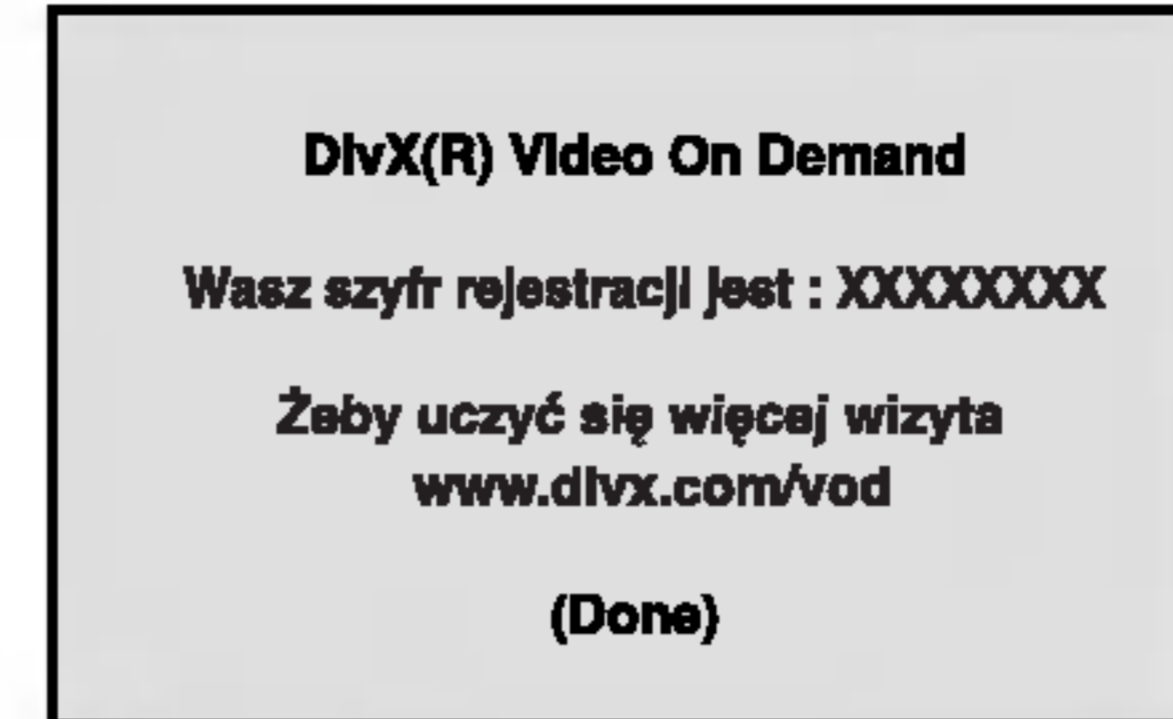 DivX(R) Video On Demand
Wasz szyfr rejestracji jest : XXXXXXXX
Żeby uczyć się więcej wizyta
www.divx.com/vod
(Done)